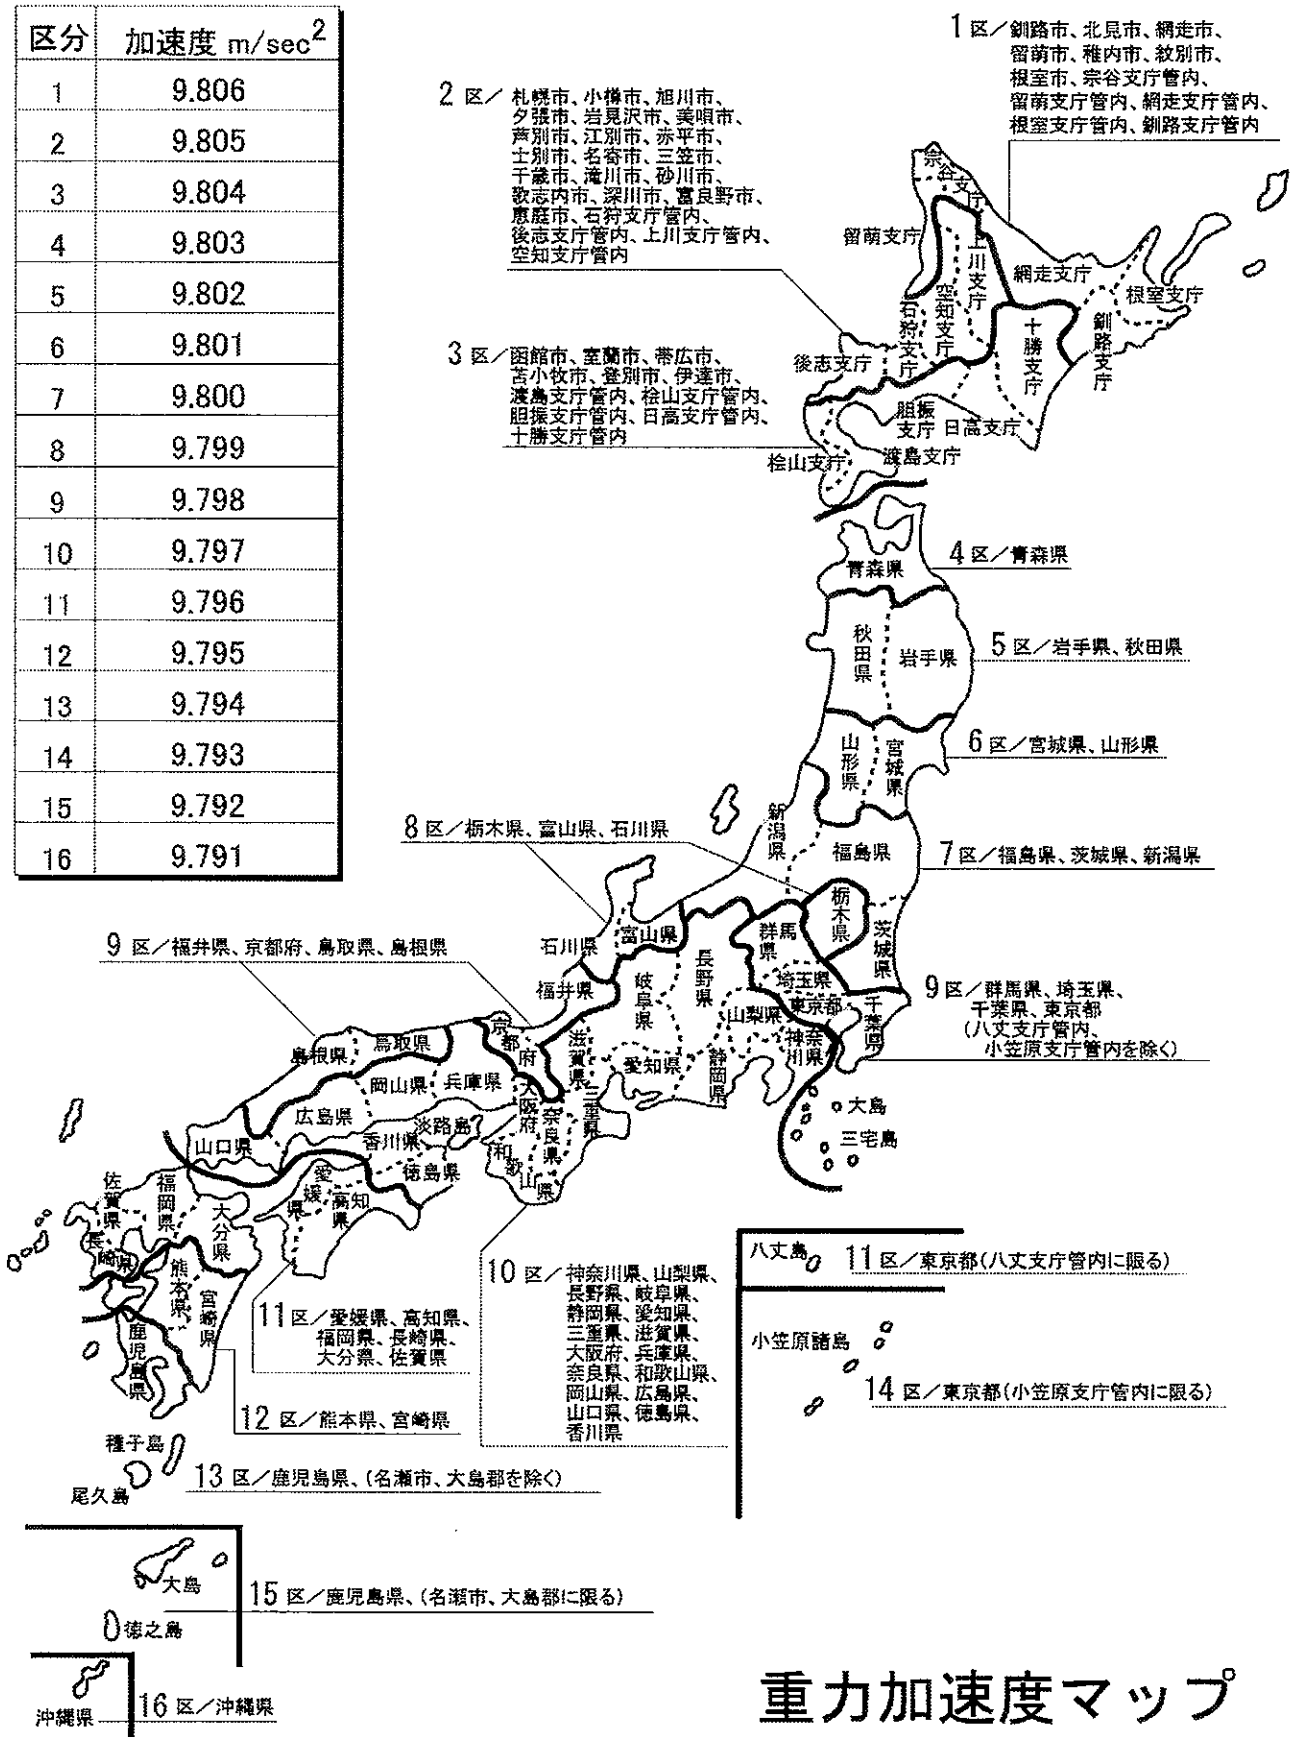 区分 加速度 m/sec²
1 9.806
2 9.805
3 9.804
4 9.803
5 9.802
6 9.801
7 9.800
8 9.799
9 9.798
10 9.797
11 9.796
12 9.795
13 9.794
14 9.793
15 9.792
16 9.791
1 区/釧路市、北見市、網走市、
留萌市、稚内市、紋別市、
根室市、宗谷支庁管内、
留萌支庁管内、網走支庁管内、
根室支庁管内、釧路支庁管内
2 区/札幌市、小樽市、旭川市、
夕張市、岩見沢市、美唄市、
芦別市、江別市、赤平市、
士別市、名寄市、三笠市、
千歳市、滝川市、砂川市、
歌志内市、深川市、富良野市、
恵庭市、石狩支庁管内、
後志支庁管内、上川支庁管内、
空知支庁管内
3 区/函館市、室蘭市、帯広市、
苫小牧市、登別市、伊達市、
渡島支庁管内、桧山支庁管内、
胆振支庁管内、日高支庁管内、
十勝支庁管内
宗谷支庁
留萌支庁
上川支庁
網走支庁
根室支庁
空知支庁
石狩支庁
十勝支庁
釧路支庁
後志支庁
胆振
支庁
日高支庁
桧山支庁
渡島支庁
青森県
4 区/青森県
秋田県
岩手県
5 区/岩手県、秋田県
山形県
宮城県
6 区/宮城県、山形県
新潟県
福島県
7 区/福島県、茨城県、新潟県
8 区/栃木県、富山県、石川県
栃木県
茨城県
群馬
県
石川県
富山県
長野県
岐阜県
埼玉県
東京都
千葉県
山梨県
神奈
川県
9 区/福井県、京都府、鳥取県、島根県
9 区/群馬県、埼玉県、
千葉県、東京都
(八丈支庁管内、
小笠原支庁管内を除く)
福井県
京都府
滋賀県
愛知県
静岡県
三重県
島根県
鳥取県
岡山県
兵庫県
大阪府
奈良県
広島県
淡路島
山口県
香川県
徳島県
和歌山県
愛媛県
高知
県
大島
三宅島
佐賀県
福岡県
大分県
長崎県
熊本県
宮崎県
鹿児島県
八丈島
11 区/東京都(八丈支庁管内に限る)
小笠原諸島
14 区/東京都(小笠原支庁管内に限る)
10 区/神奈川県、山梨県、
長野県、岐阜県、
静岡県、愛知県、
三重県、滋賀県、
大阪府、兵庫県、
奈良県、和歌山県、
岡山県、広島県、
山口県、徳島県、
香川県
11 区/愛媛県、高知県、
福岡県、長崎県、
大分県、佐賀県
12 区/熊本県、宮崎県
種子島
尾久島
13 区/鹿児島県、(名瀬市、大島郡を除く)
大島
徳之島
15 区/鹿児島県、(名瀬市、大島郡に限る)
沖縄県
16 区/沖縄県
重力加速度マップ